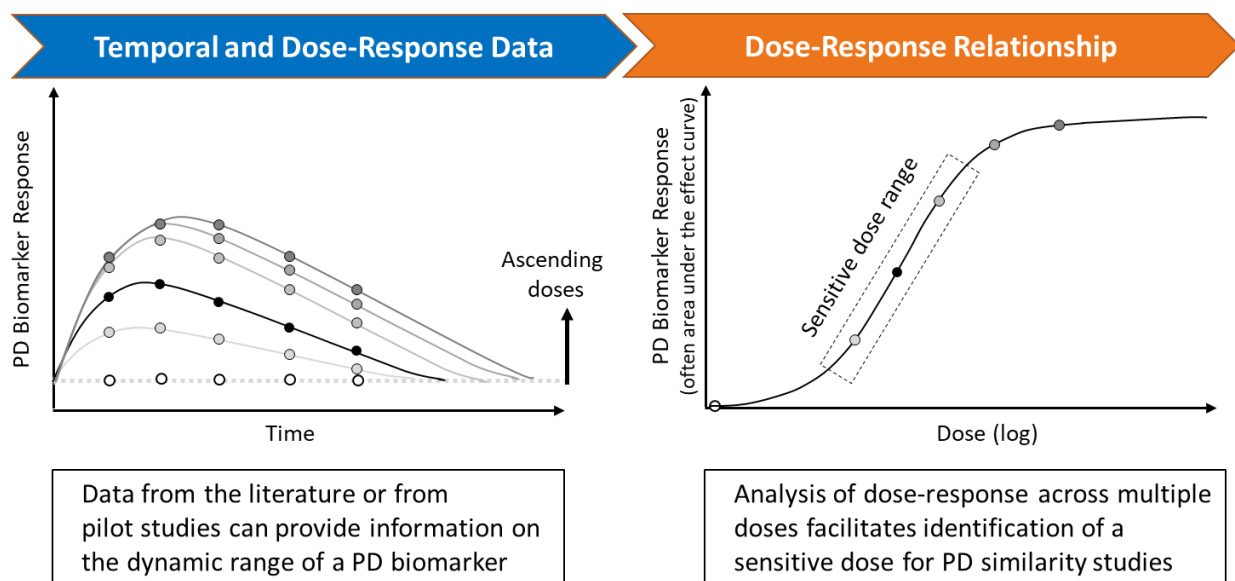 Temporal and Dose-Response Data
Dose-Response Relationship
PD Biomarker Response
Ascending
doses
Time
PD Biomarker Response
(often area under the effect curve)
Sensitive dose range
Dose (log)
Data from the literature or from
pilot studies can provide information on
the dynamic range of a PD biomarker
Analysis of dose-response across multiple
doses facilitates identification of a
sensitive dose for PD similarity studies